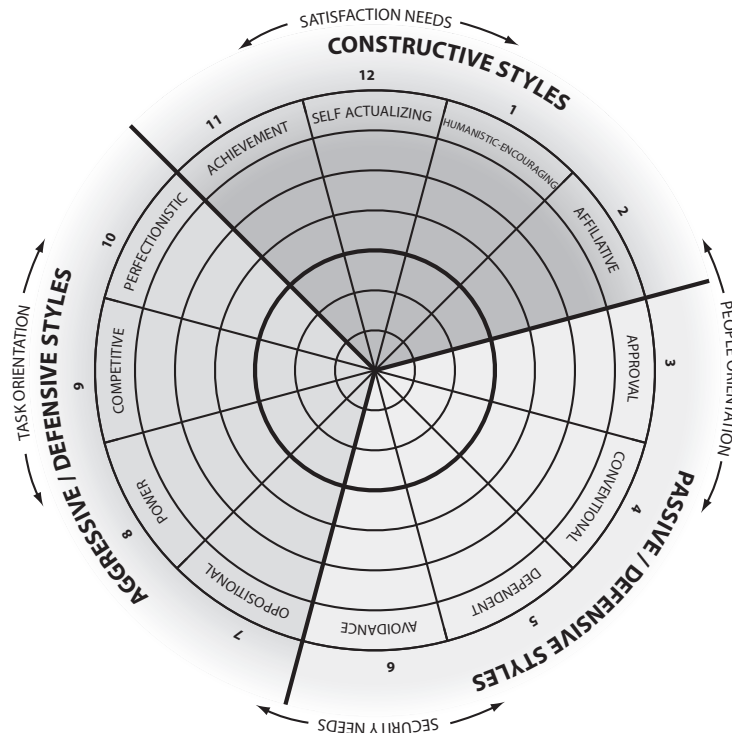 SATISFACTION NEEDS
CONSTRUCTIVE STYLES
12
SELF ACTUALIZING
1
HUMANISTIC-ENCOURAGING
2
AFFILIATIVE
PEOPLE ORIENTATION
3
APPROVAL
4
CONVENTIONAL
PASSIVE / DEFENSIVE STYLES
5
DEPENDENT
6
AVOIDANCE
SECURITY NEEDS
7
OPPOSITIONAL
8
POWER
AGGRESSIVE / DEFENSIVE STYLES
TASK ORIENTATION
9
COMPETITIVE
10
PERFECTIONISTIC
11
ACHIEVEMENT